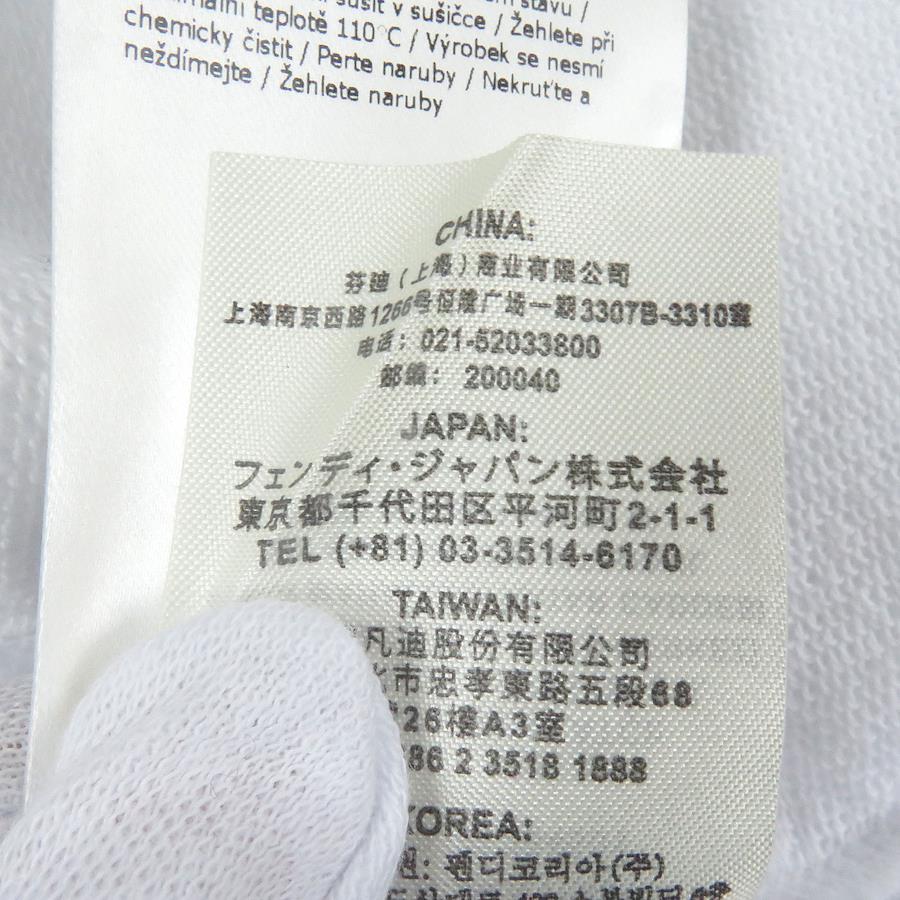 stavu /
teplotě 110°C / Výrobek se nesmí
sušit v sušičce / Žehlete při
chemicky čistit / Perte naruby / Nekruťte a
neždímejte / Žehlete naruby
CHINA:
芬迪（上海）商业有限公司
上海南京西路1266号恒隆广场一期3307B-3310室
电话：021-52033800
邮编：200040
JAPAN:
フェンディ・ジャパン株式会社
東京都千代田区平河町2-1-1
TEL (+81) 03-3514-6170
TAIWAN:
凡迪股份有限公司
市忠孝東路五段68
26樓A3室
86 2 3518 1888
KOREA:
원: 펜디코리아(주)